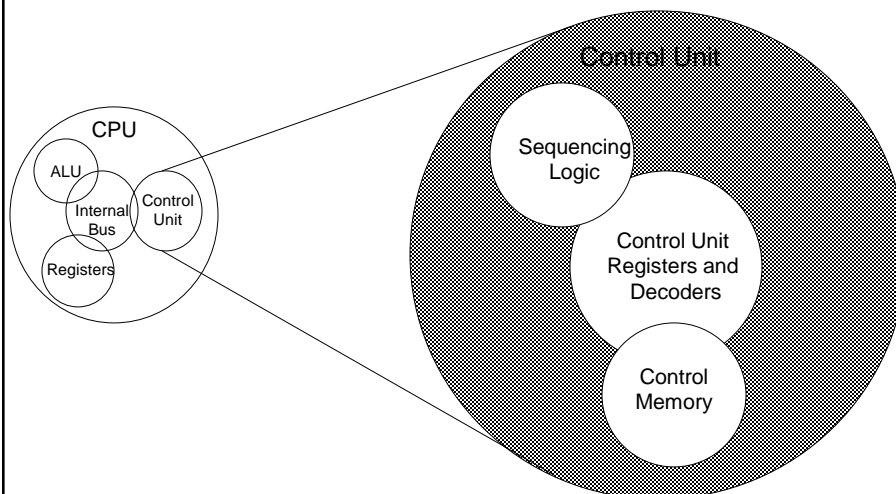 CPU
ALU
Internal
Bus
Control
Unit
Registers
Control Unit
Sequencing
Logic
Control Unit
Registers and
Decoders
Control
Memory